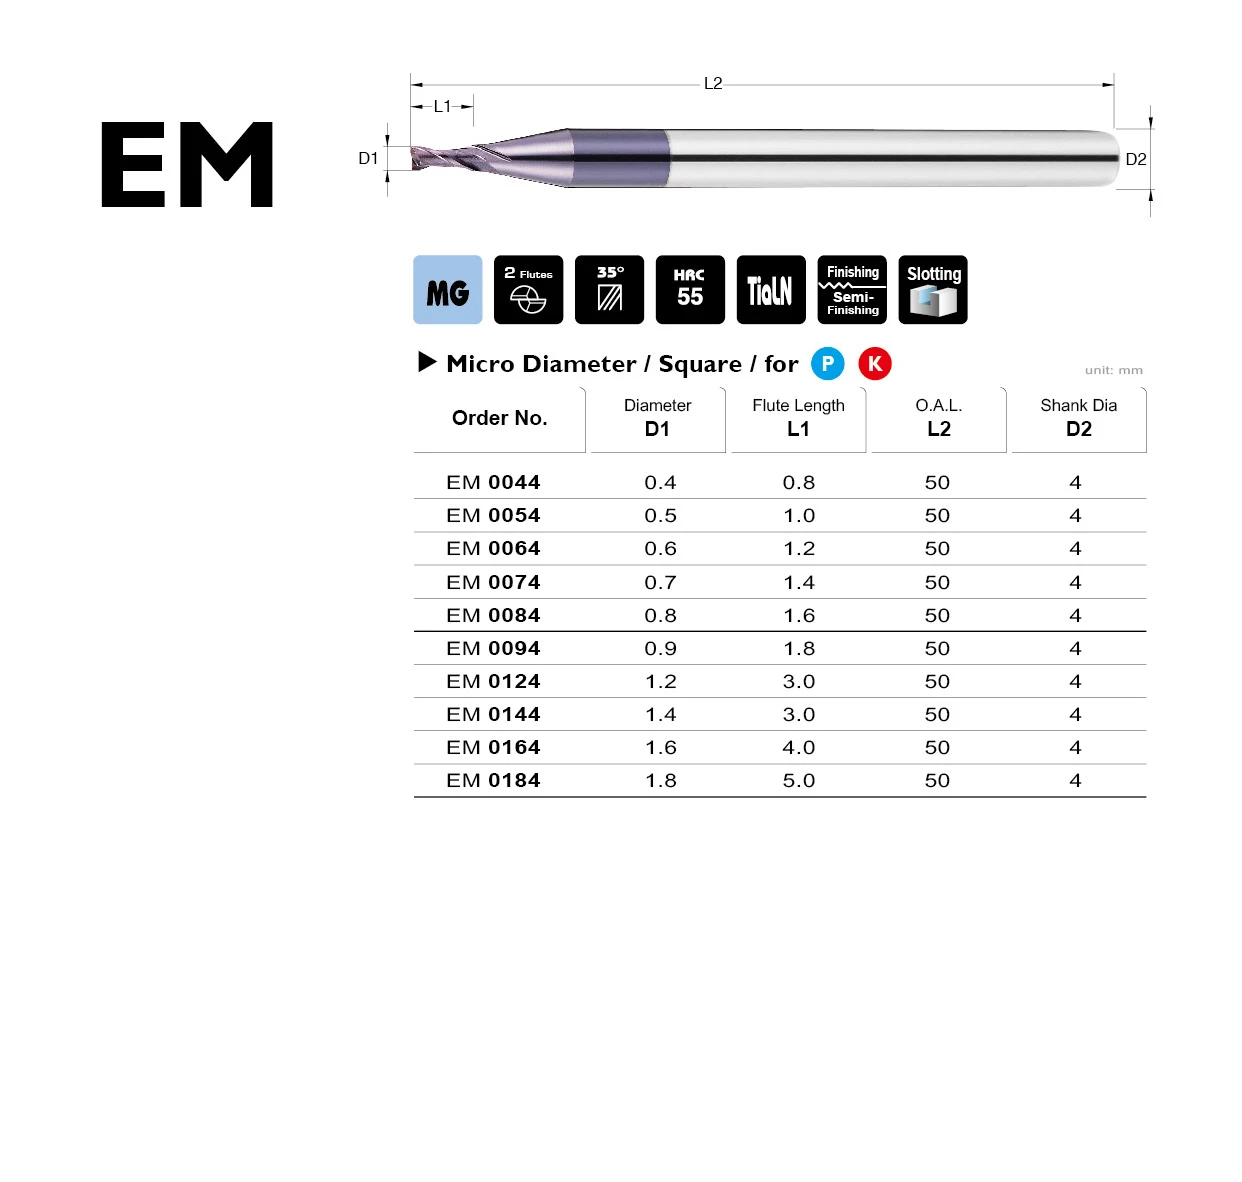 EM
L2
L1
D1
D2
MG
2 Flutes
35°
HRC
55
TiaLN
Finishing
Semi-
Finishing
Slotting
Micro Diameter / Square / for P K
unit: mm
Order No.
Diameter
D1
Flute Length
L1
O.A.L.
L2
Shank Dia
D2
EM 0044 0.4 0.8 50 4
EM 0054 0.5 1.0 50 4
EM 0064 0.6 1.2 50 4
EM 0074 0.7 1.4 50 4
EM 0084 0.8 1.6 50 4
EM 0094 0.9 1.8 50 4
EM 0124 1.2 3.0 50 4
EM 0144 1.4 3.0 50 4
EM 0164 1.6 4.0 50 4
EM 0184 1.8 5.0 50 4